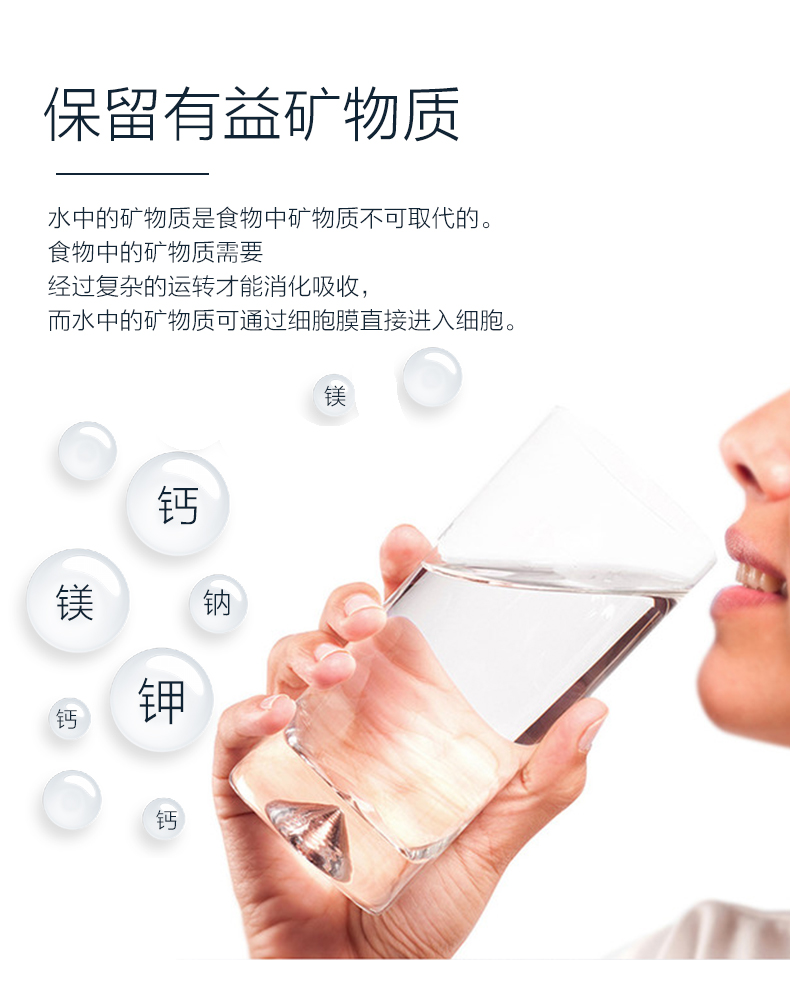 保留有益矿物质
水中的矿物质是食物中矿物质不可取代的。
食物中的矿物质需要
经过复杂的运转才能消化吸收，
而水中的矿物质可通过细胞膜直接进入细胞。
镁
钙
镁
钠
钾
钙
钙